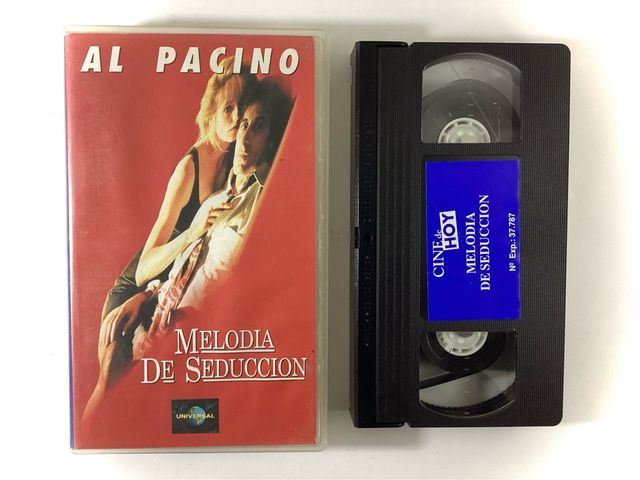 AL PACINO
MELODIA
DE SEDUCCION
UNIVERSAL
CINE de
HOY
MELODIA
DE SEDUCCION
Nº Exp.: 37.787